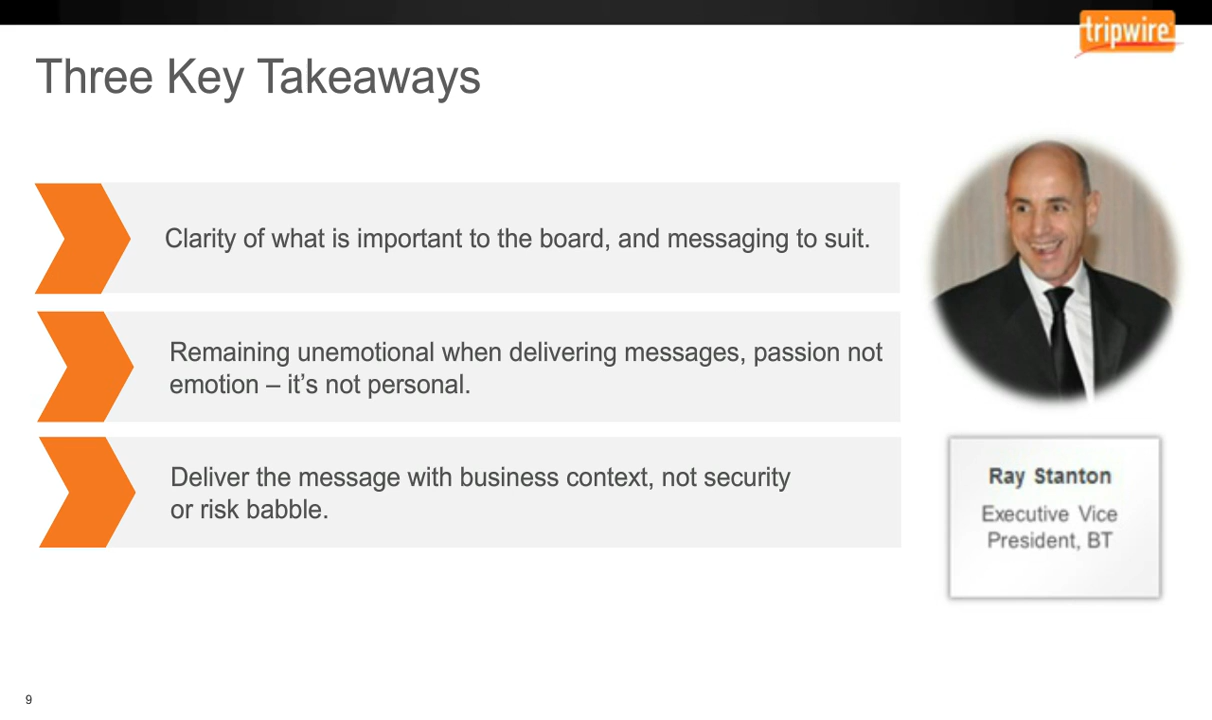 tripwire
Three Key Takeaways
Clarity of what is important to the board, and messaging to suit.
Remaining unemotional when delivering messages, passion not
emotion – it's not personal.
Deliver the message with business context, not security
or risk babble.
Ray Stanton
Executive Vice
President, BT
9